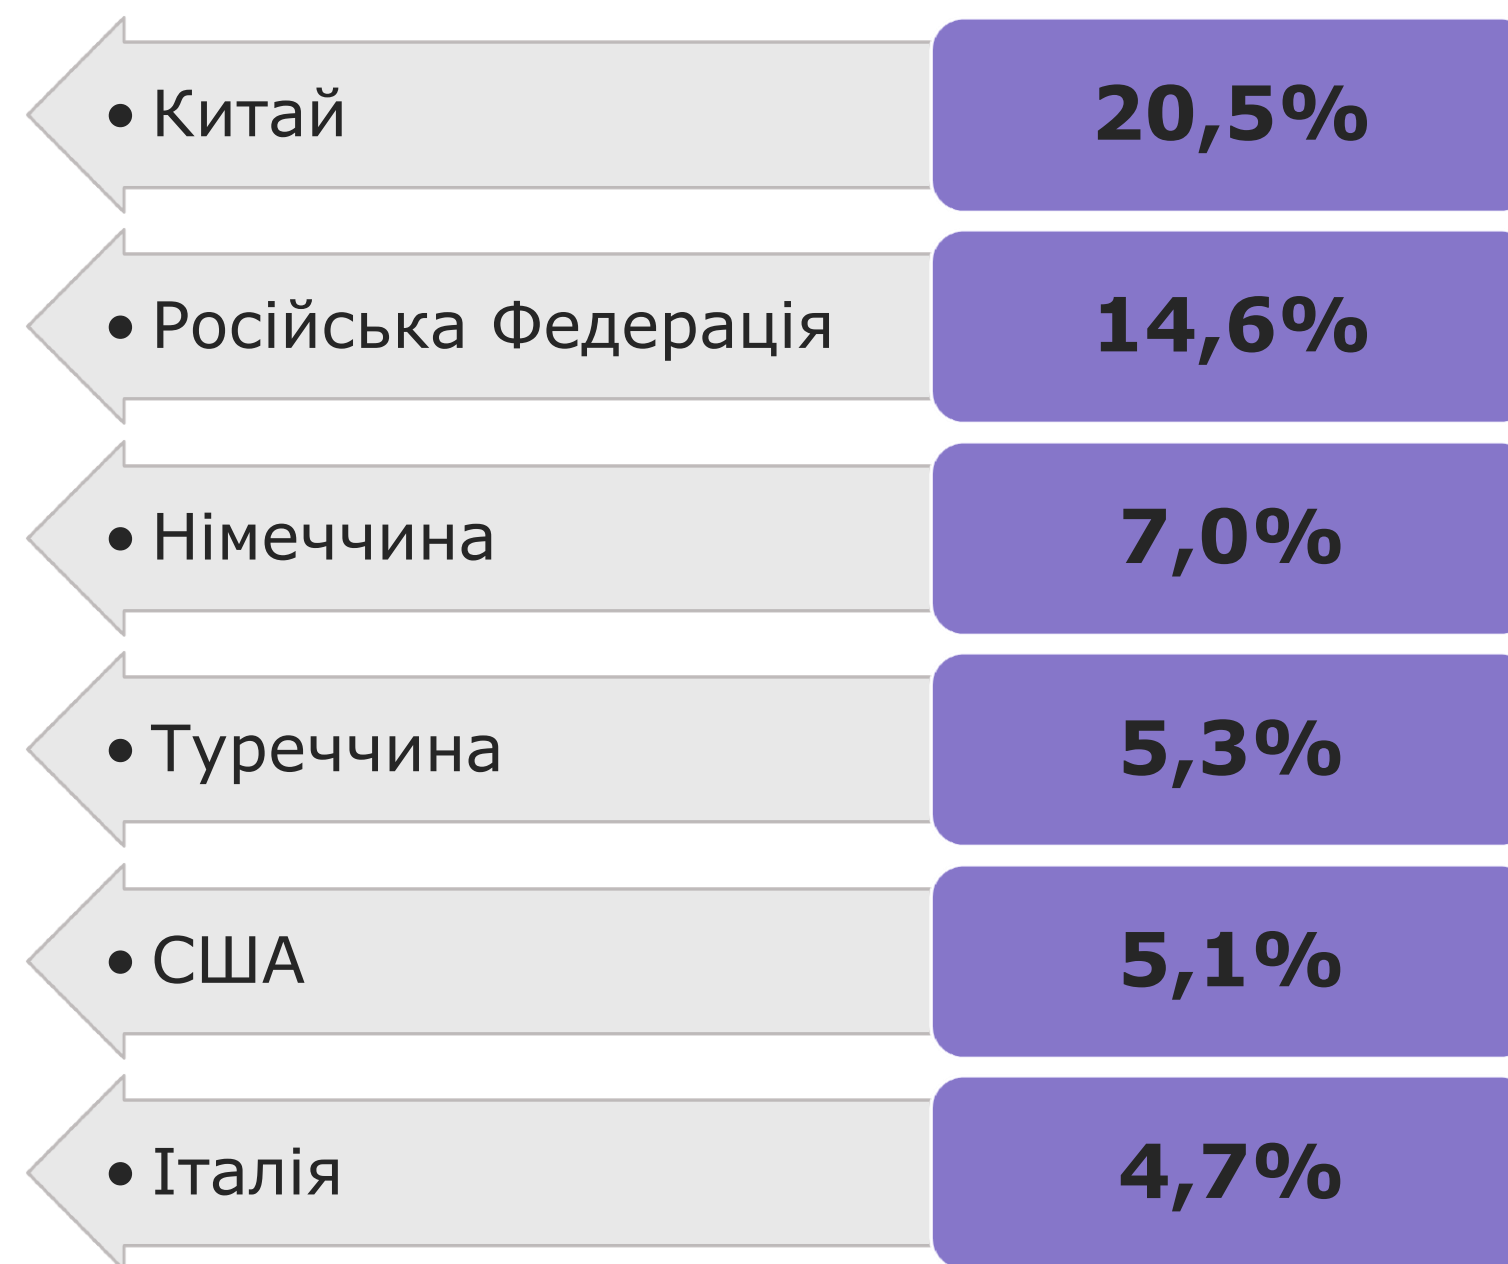 • Китай 20,5%
• Російська Федерація 14,6%
• Німеччина 7,0%
• Туреччина 5,3%
• США 5,1%
• Італія 4,7%